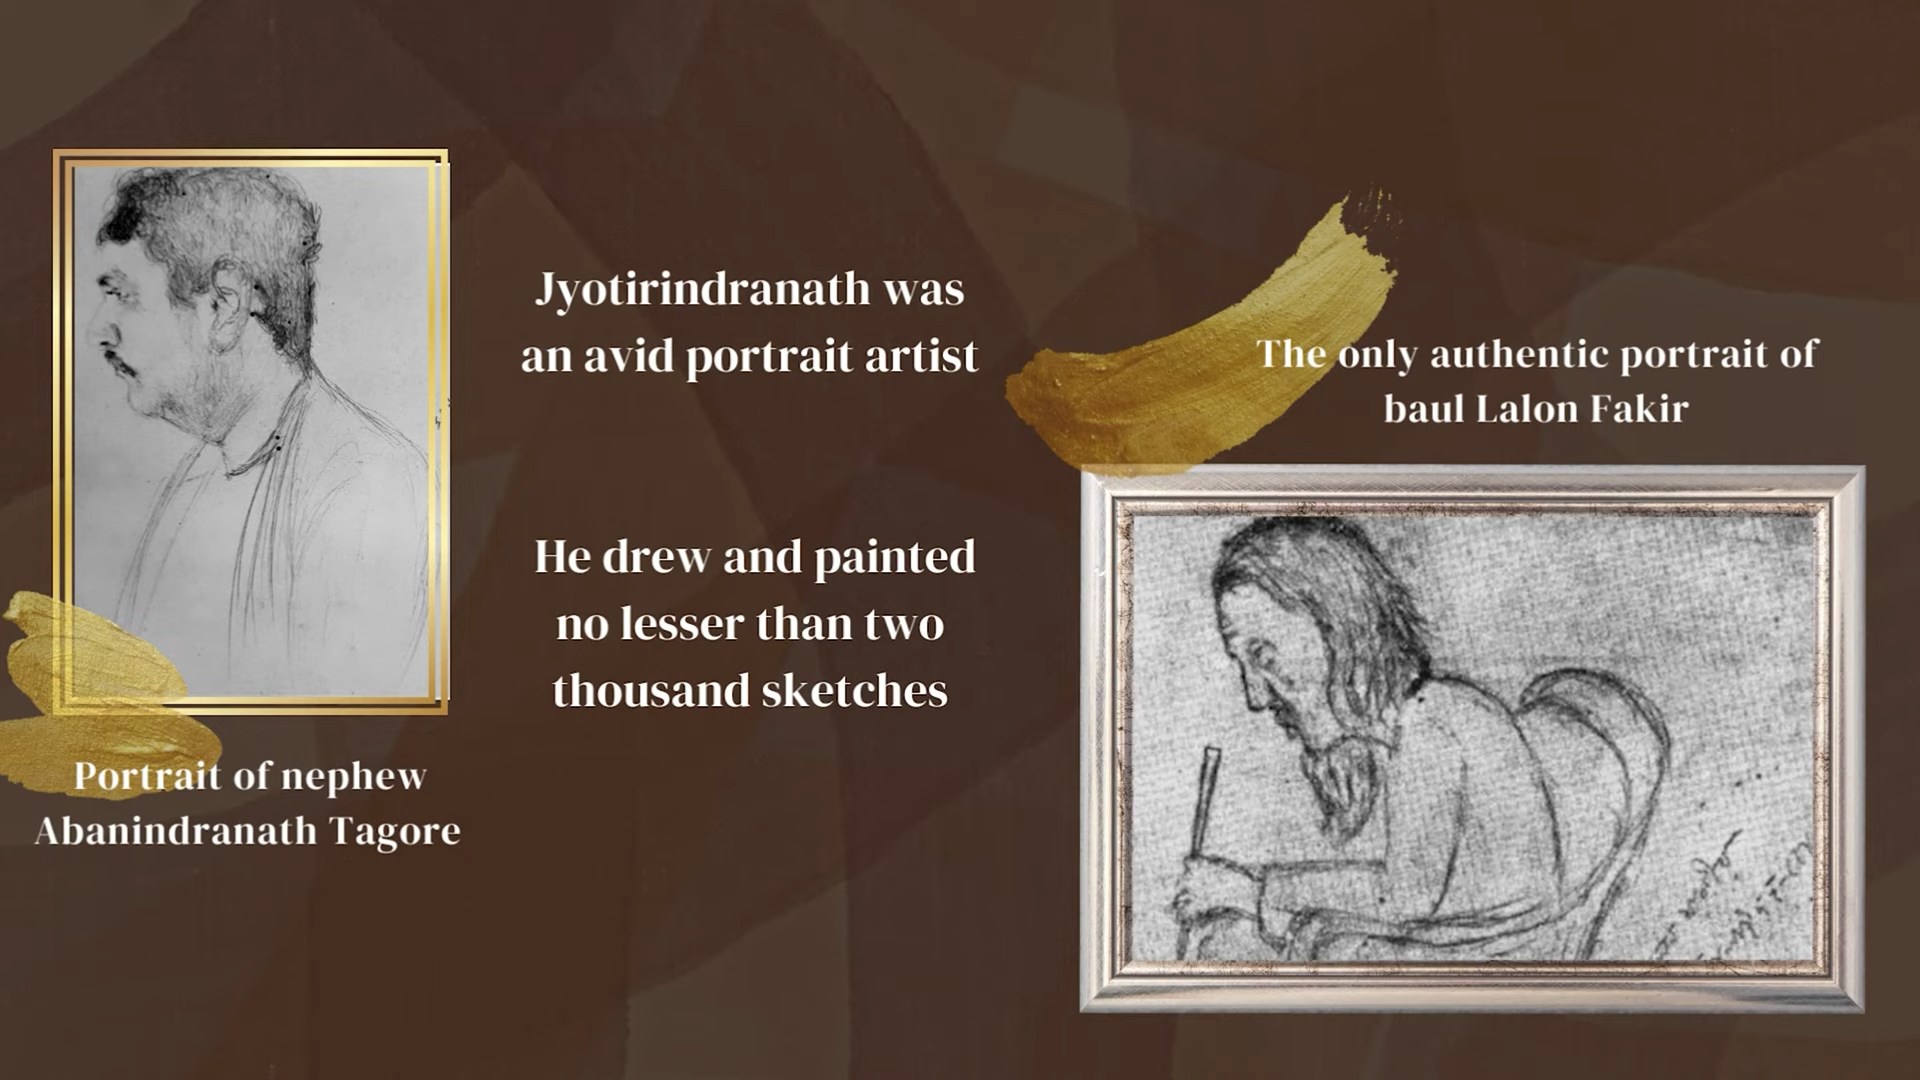 Jyotirindranath was
an avid portrait artist
He drew and painted
no lesser than two
thousand sketches
Portrait of nephew
Abanindranath Tagore
The only authentic portrait of
baul Lalon Fakir